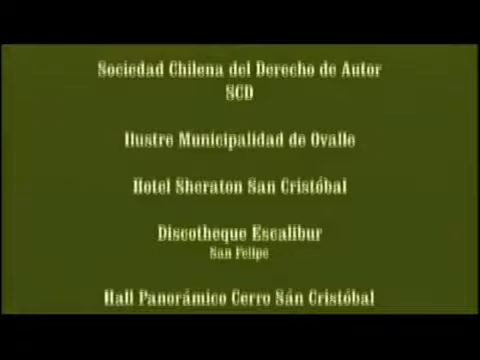 Sociedad Chilena del Derecho de Autor
SCD
Ilustre Municipalidad de Ovalle
Hotel Sheraton San Cristóbal
Discotheque Escalibur
San Felipe
Hall Panorámico Cerro Sán Cristóbal